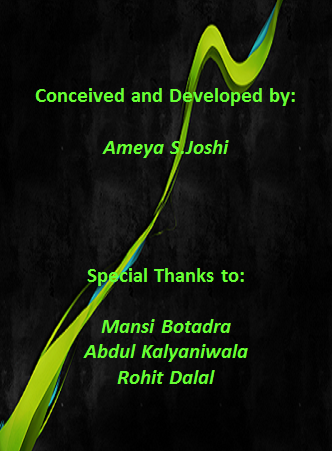 Conceived and Developed by:
Ameya S.Joshi
Special Thanks to:
Mansi Botadra
Abdul Kalyaniwala
Rohit Dalal